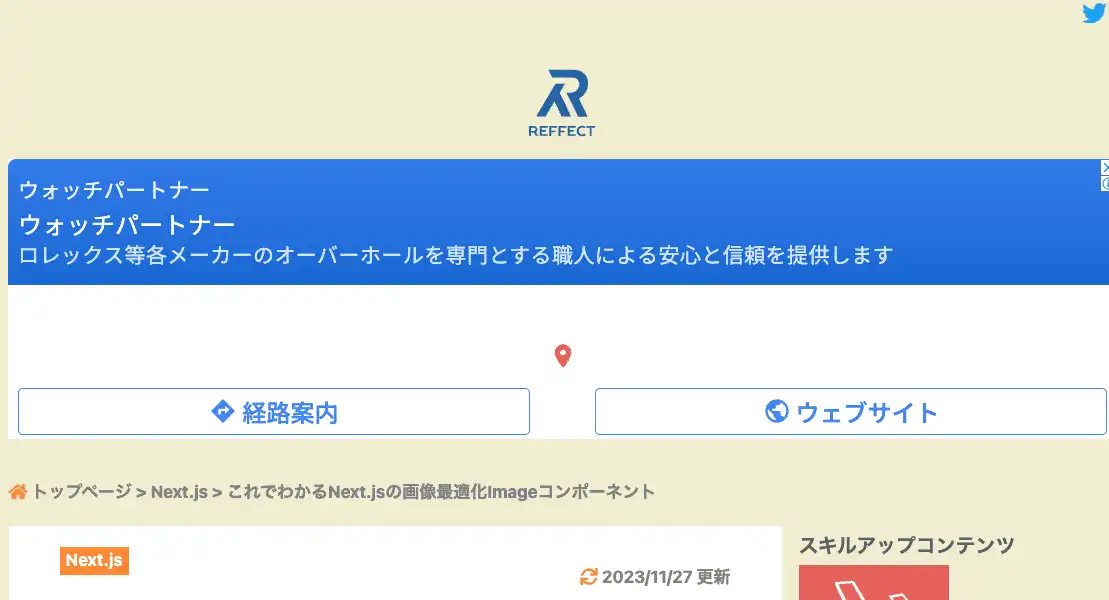 REFFECT
ウォッチパートナー
ウォッチパートナー
ロレックス等各メーカーのオーバーホールを専門とする職人による安心と信頼を提供します
経路案内
ウェブサイト
トップページ > Next.js > これでわかるNext.jsの画像最適化Imageコンポーネント
Next.js
2023/11/27 更新
スキルアップコンテンツ